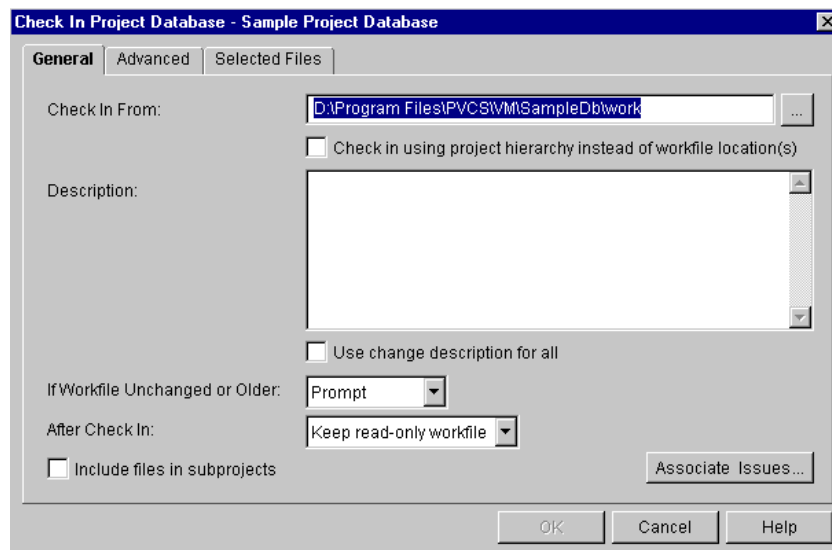 Check In Project Database - Sample Project Database
General Advanced Selected Files
Check In From: D:\Program Files\PVCS\VM\SampleDb\work ...
Check in using project hierarchy instead of workfile location(s)
Description:
Use change description for all
If Workfile Unchanged or Older: Prompt
After Check In: Keep read-only workfile
Include files in subprojects Associate Issues...
OK Cancel Help